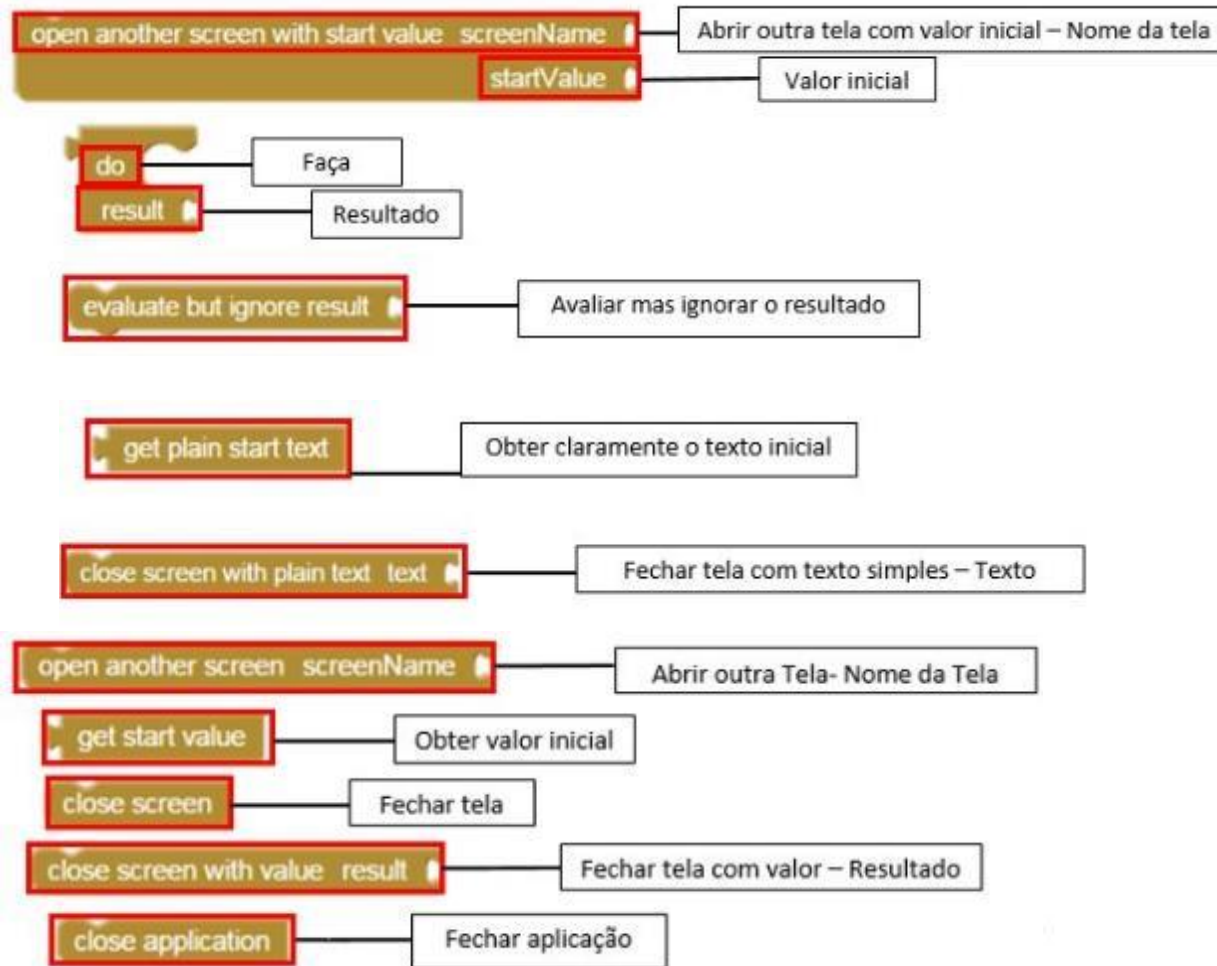 open another screen with start value screenName
Abrir outra tela com valor inicial – Nome da tela
startValue
Valor inicial
do
Faça
result
Resultado
evaluate but ignore result
Avaliar mas ignorar o resultado
get plain start text
Obter claramente o texto inicial
close screen with plain text text
Fechar tela com texto simples – Texto
open another screen screenName
Abrir outra Tela- Nome da Tela
get start value
Obter valor inicial
close screen
Fechar tela
close screen with value result
Fechar tela com valor – Resultado
close application
Fechar aplicação